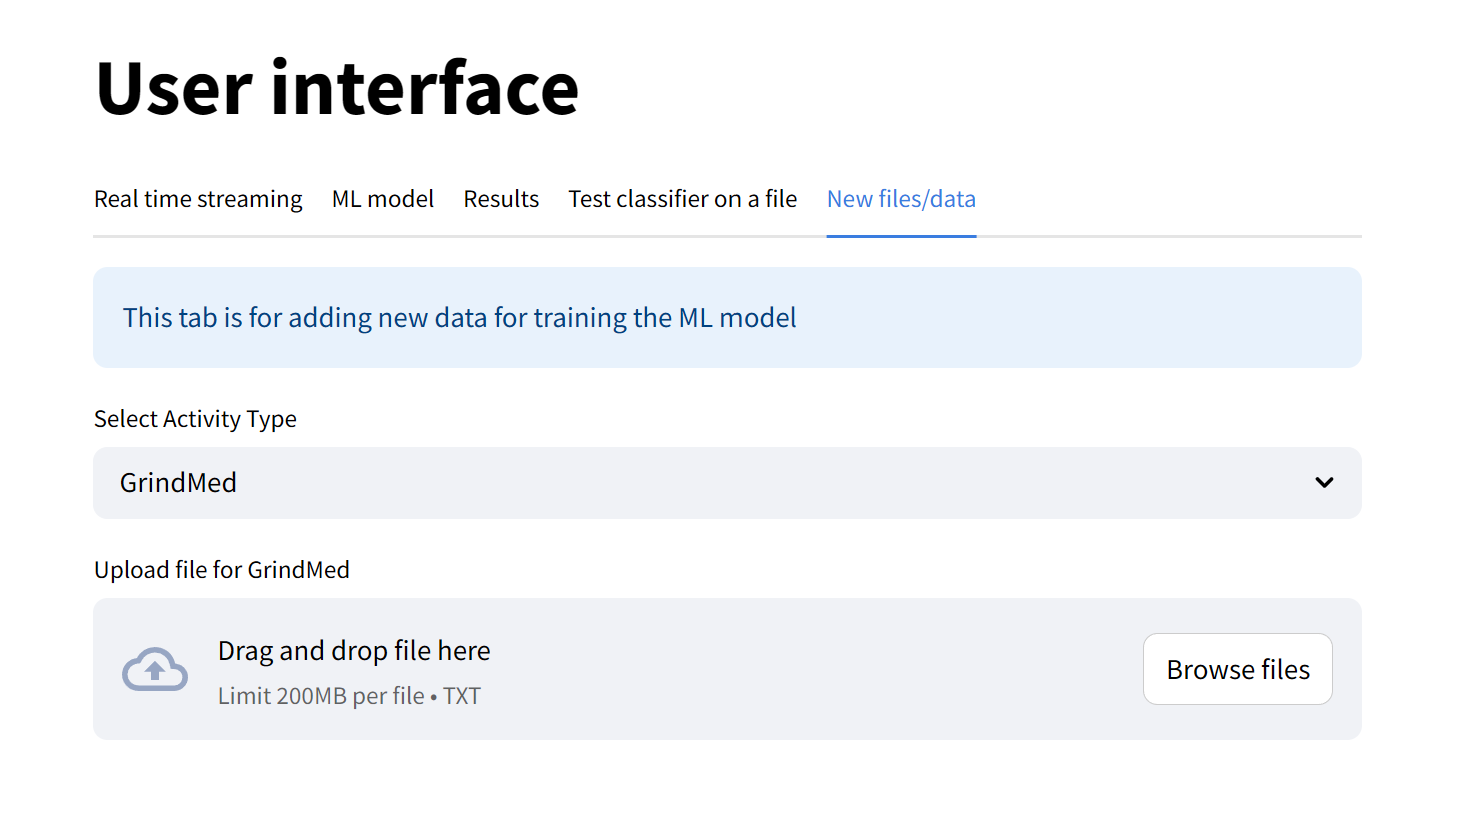 User interface
Real time streaming ML model Results Test classifier on a file New files/data
This tab is for adding new data for training the ML model
Select Activity Type
GrindMed
Upload file for GrindMed
Drag and drop file here
Limit 200MB per file • TXT
Browse files